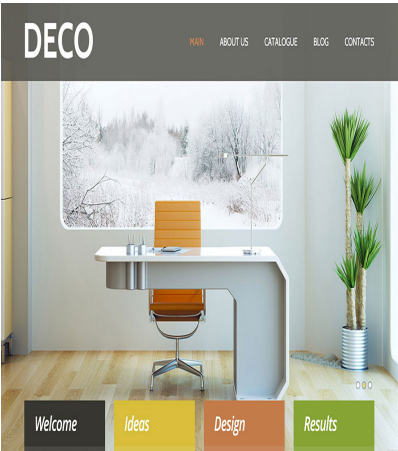 DECO
MAIN ABOUT US CATALOGUE BLOG CONTACTS
Welcome Ideas Design Results